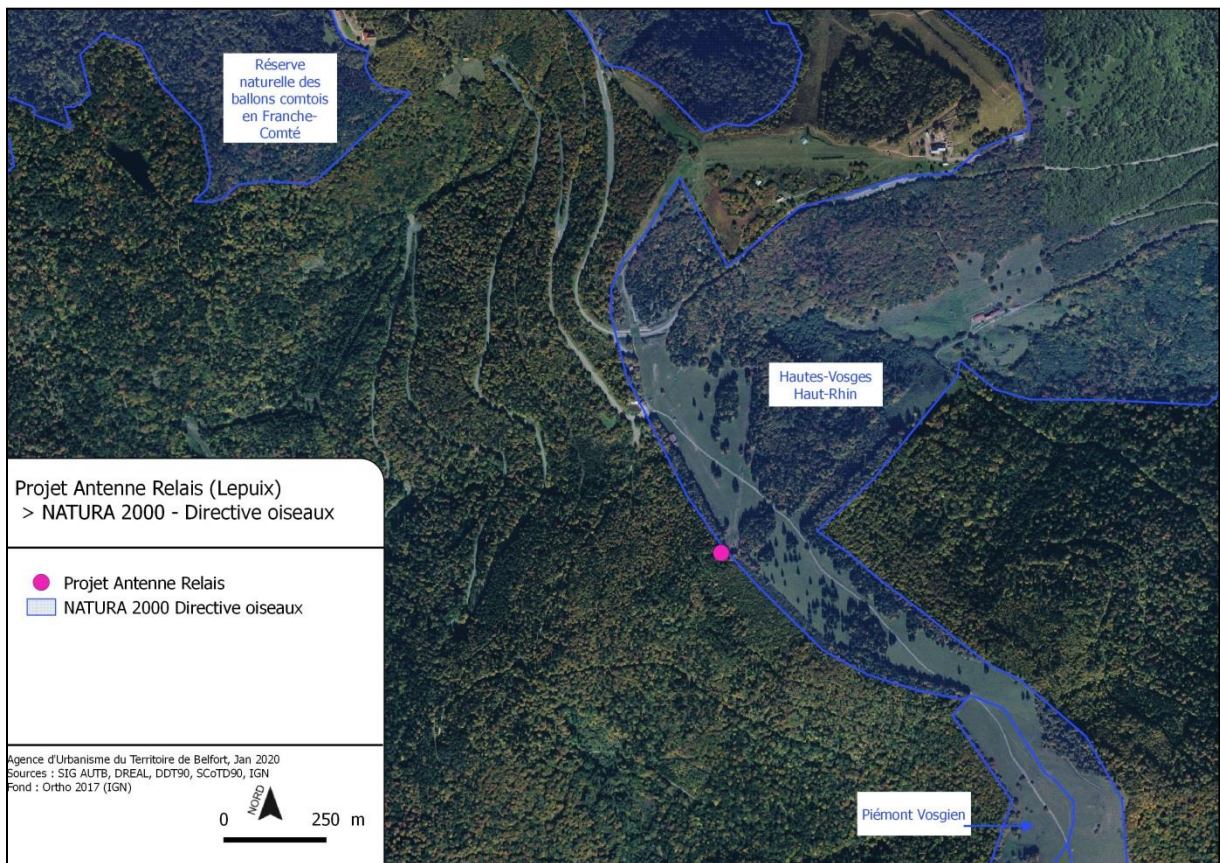 Réserve
naturelle des
ballons comtois
en Franche-
Comté
Hautes-Vosges
Haut-Rhin
Projet Antenne Relais (Lepuix)
> NATURA 2000 - Directive oiseaux
Projet Antenne Relais
NATURA 2000 Directive oiseaux
Agence d'Urbanisme du Territoire de Belfort, Jan 2020
Sources : SIG AUTB, DREAL, DDT90, SCoTD90, IGN
Fond : Ortho 2017 (IGN)
NORD
0 250 m
Piémont Vosgien